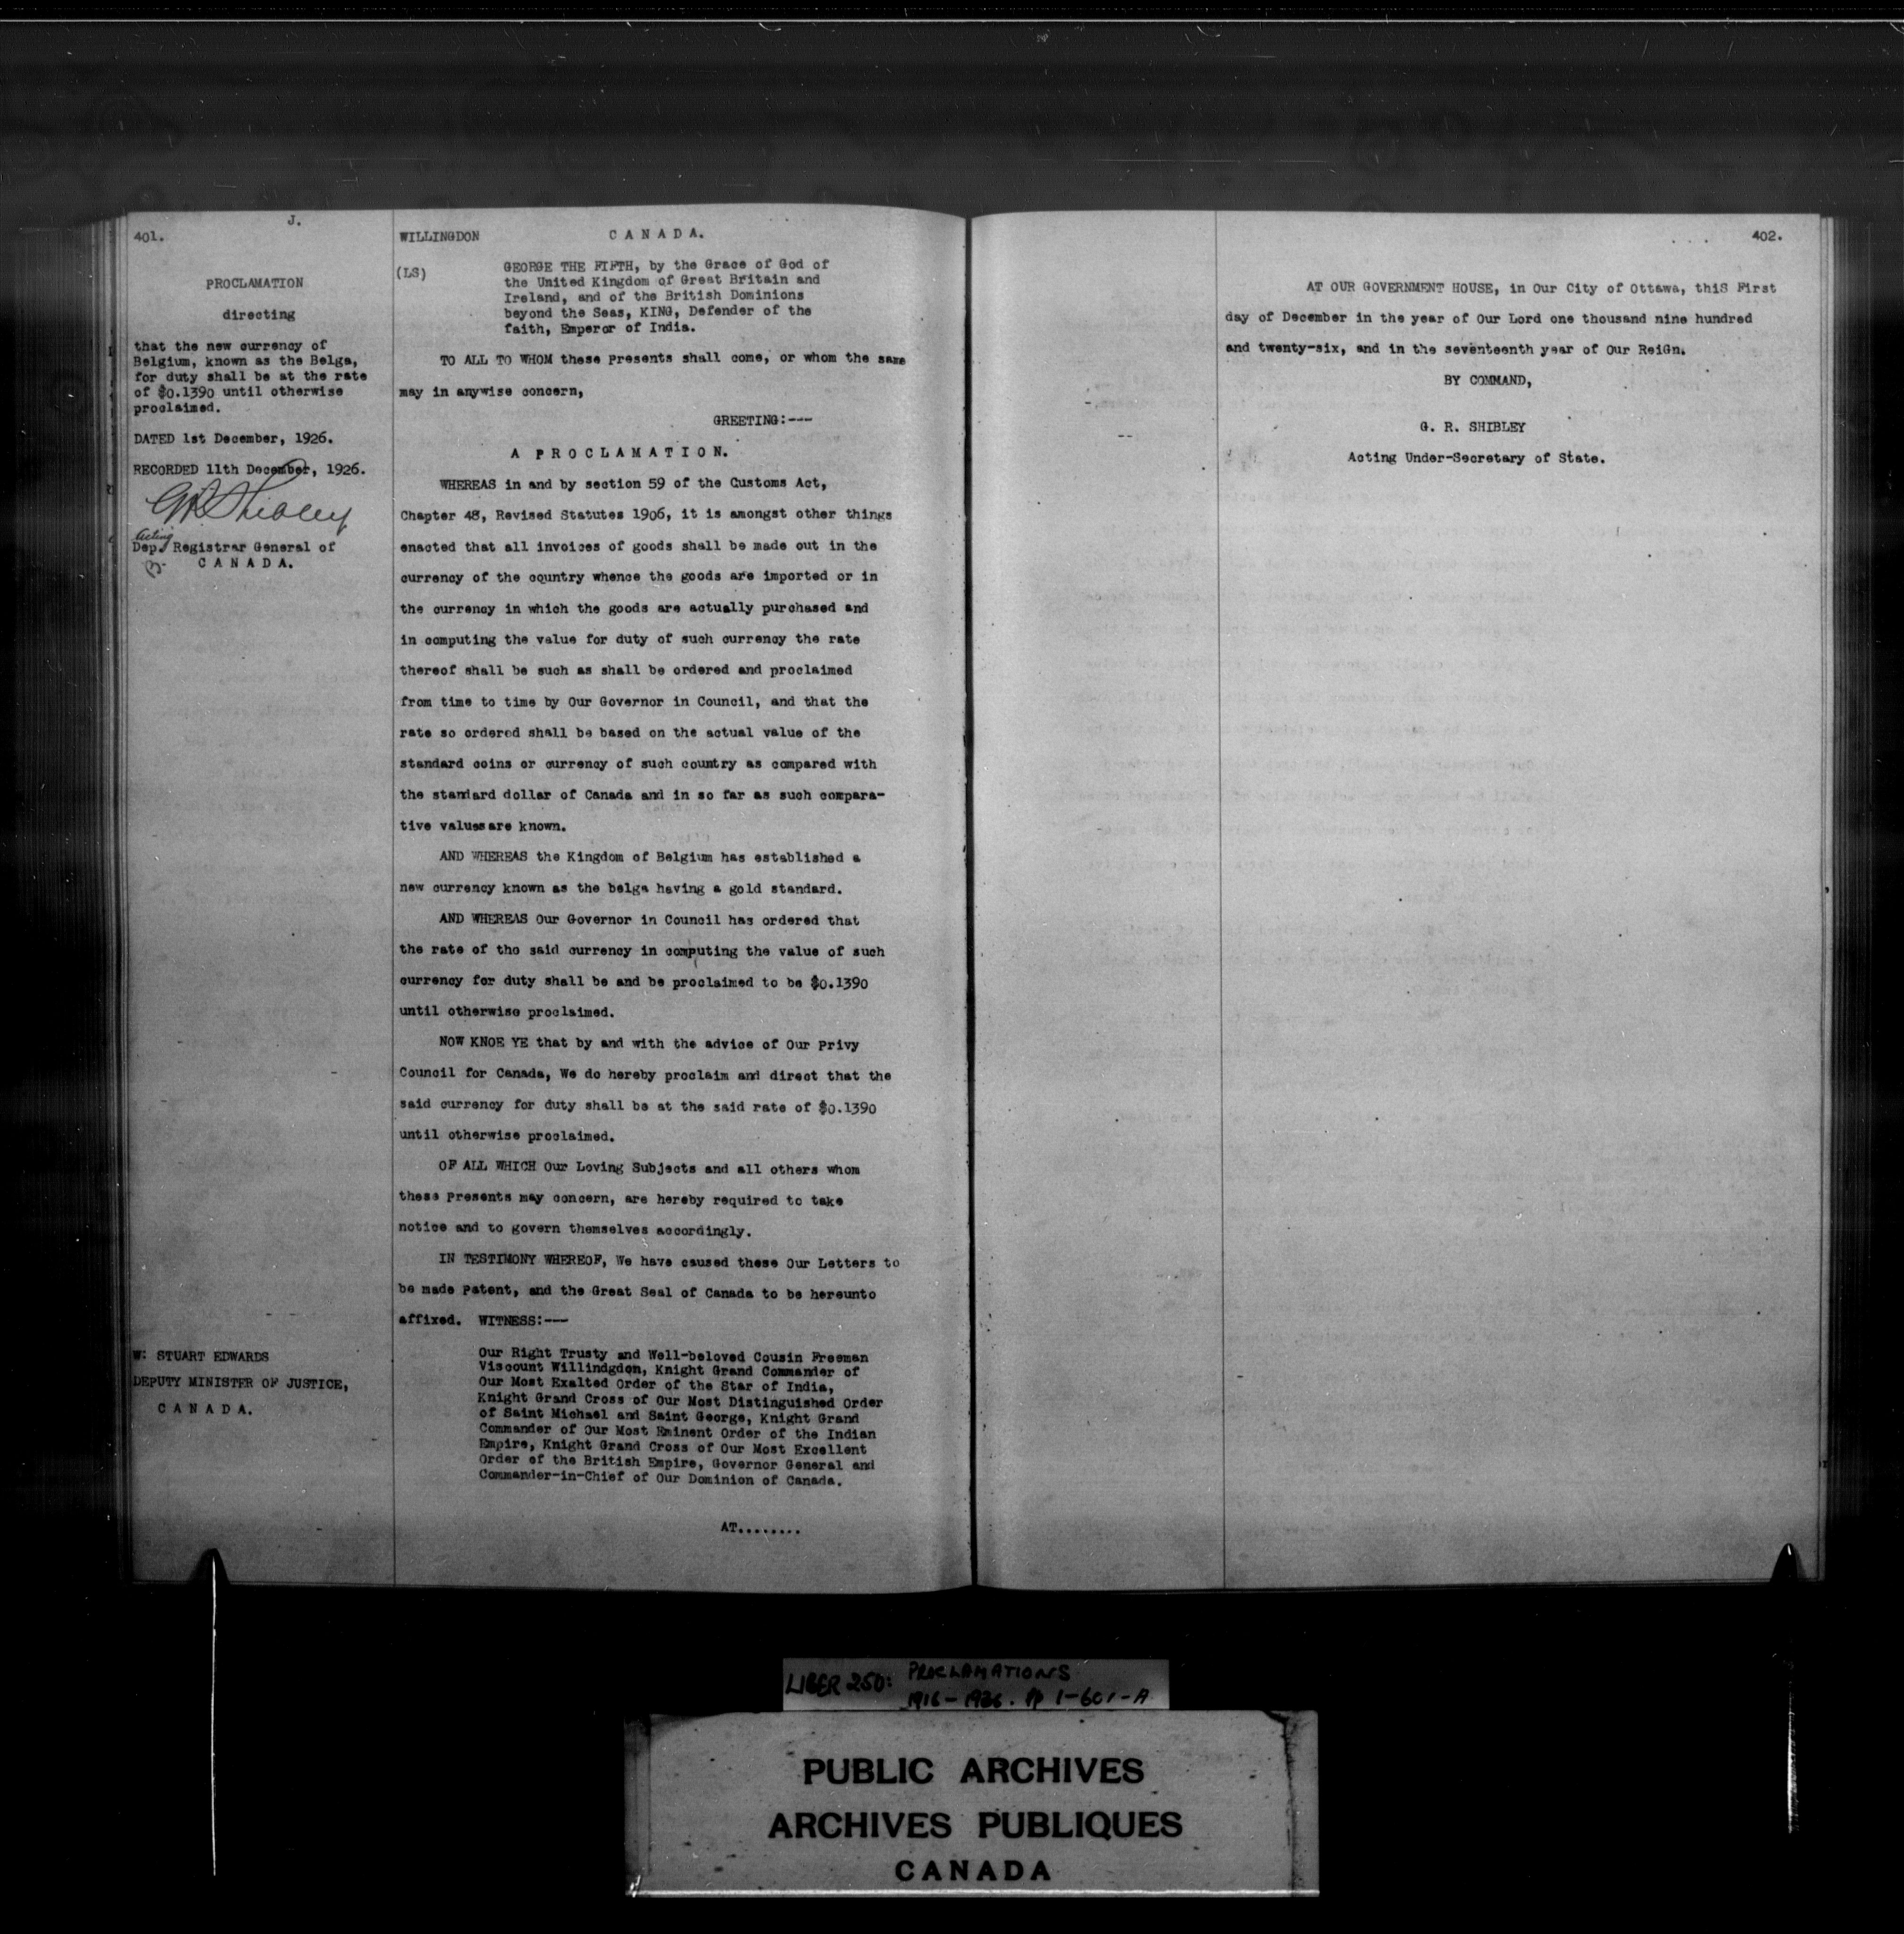 J.
401.
PROCLAMATION
directing
that the new currency of
Belgium, known as the Belga,
for duty shall be at the rate
of $0.1390 until otherwise
proclaimed.
DATED 1st December, 1926.
RECORDED 11th December, 1926.
GR Shibley
Acting
Dep. Registrar General of
CANADA.
W. STUART EDWARDS
DEPUTY MINISTER OF JUSTICE,
CANADA.
WILLINGDON
CANADA.
(LS)
GEORGE THE FIFTH, by the Grace of God of
the United Kingdom of Great Britain and
Ireland, and of the British Dominions
beyond the Seas, KING, Defender of the
faith, Emperor of India.
TO ALL TO WHOM these Presents shall come, or whom the same
may in anywise concern,
GREETING:---
A PROCLAMATION.
WHEREAS in and by section 59 of the Customs Act,
Chapter 48, Revised Statutes 1906, it is amongst other things
enacted that all invoices of goods shall be made out in the
currency of the country whence the goods are imported or in
the currency in which the goods are actually purchased and
in computing the value for duty of such currency the rate
thereof shall be such as shall be ordered and proclaimed
from time to time by Our Governor in Council, and that the
rate so ordered shall be based on the actual value of the
standard coins or currency of such country as compared with
the standard dollar of Canada and in so far as such compara-
tive values are known.
AND WHEREAS the Kingdom of Belgium has established a
new currency known as the belga having a gold standard.
AND WHEREAS Our Governor in Council has ordered that
the rate of tho said currency in computing the value of such
currency for duty shall be and be proclaimed to be $0.1390
until otherwise proclaimed.
NOW KNOE YE that by and with the advice of Our Privy
Council for Canada, We do hereby proclaim and direct that the
said currency for duty shall be at the said rate of $0.1390
until otherwise proclaimed.
OF ALL WHICH Our Loving Subjects and all others whom
these Presents may concern, are hereby required to take
notice and to govern themselves accordingly.
IN TESTIMONY WHEREOF, We have caused these Our Letters to
be made Patent, and the Great Seal of Canada to be hereunto
affixed. WITNESS:---
Our Right Trusty and Well-beloved Cousin Freeman
Viscount Willindgdon, Knight Grand Commander of
Our Most Exalted Order of the Star of India,
Knight Grand Cross of Our Most Distinguished Order
of Saint Michael and Saint George, Knight Grand
Commander of Our Most Eminent Order of the Indian
Empire, Knight Grand Cross of Our Most Excellent
Order of the British Empire, Governor General and
Commander-in-Chief of Our Dominion of Canada.
AT........
402.
AT OUR GOVERNMENT HOUSE, in Our City of Ottawa, thiS First
day of December in the year of Our Lord one thousand nine hundred
and twenty-six, and in the seventeenth year of Our ReiGn.
BY COMMAND,
G. R. SHIBLEY
Acting Under-Secretary of State.
LIBER 250: PROCLAMATIONS
1916-1926. pp 1-601-A
PUBLIC ARCHIVES
ARCHIVES PUBLIQUES
CANADA